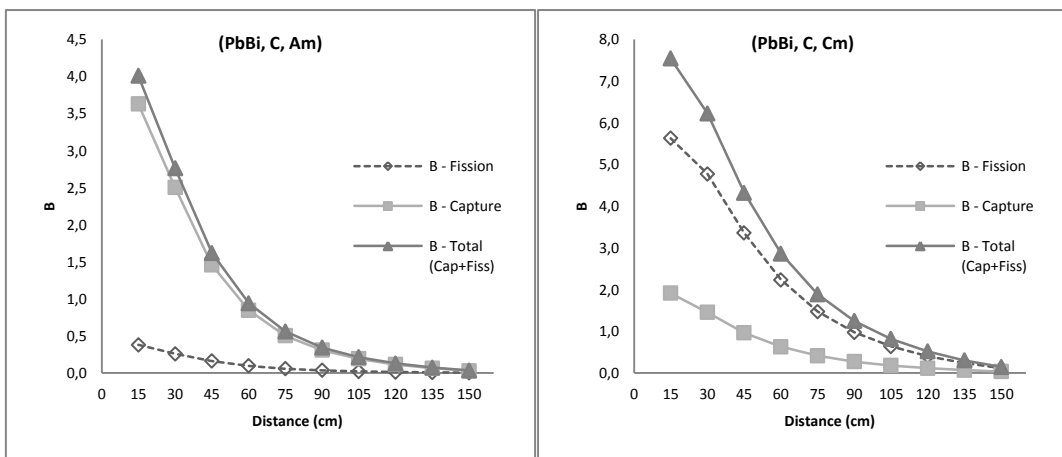 (PbBi, C, Am)
4,5
4,0
3,5
3,0
2,5
2,0
1,5
1,0
0,5
0,0
B
0 15 30 45 60 75 90 105 120 135 150
Distance (cm)
B - Fission
B - Capture
B - Total
(Cap+Fiss)
(PbBi, C, Cm)
8,0
7,0
6,0
5,0
4,0
3,0
2,0
1,0
0,0
B
0 15 30 45 60 75 90 105 120 135 150
Distance (cm)
B - Fission
B - Capture
B - Total
(Cap+Fiss)